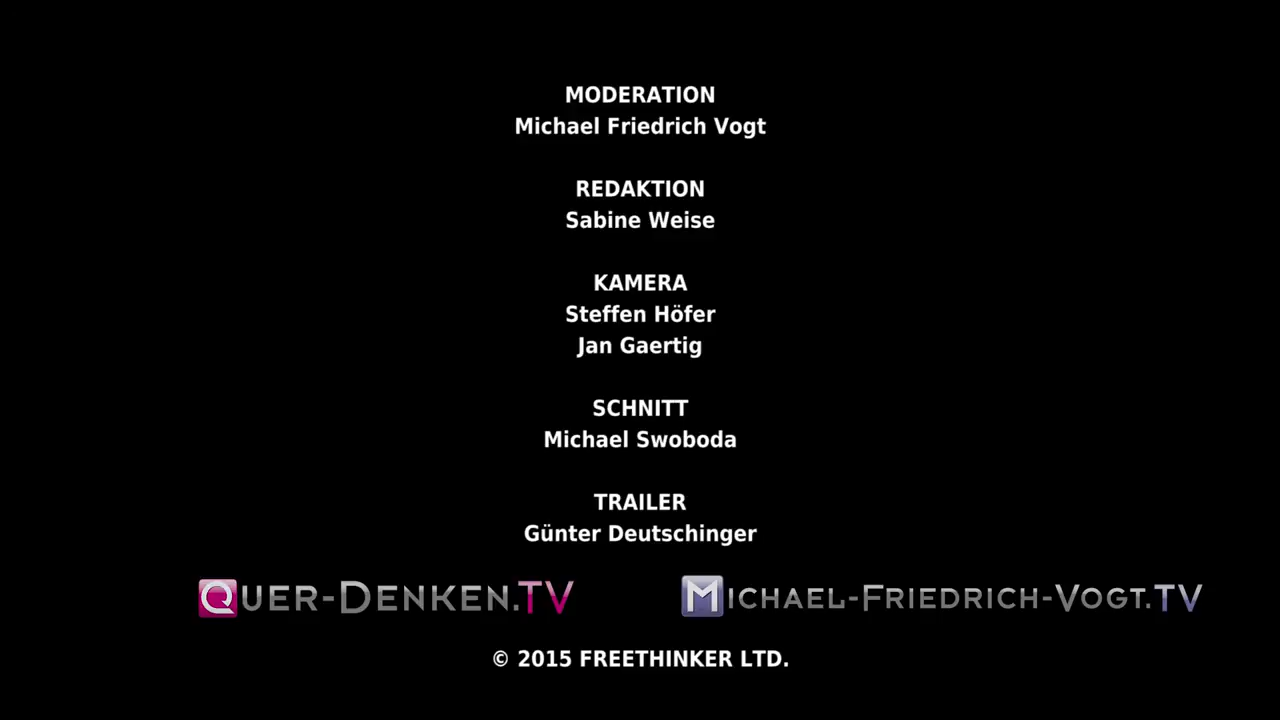 MODERATION
Michael Friedrich Vogt
REDAKTION
Sabine Weise
KAMERA
Steffen Höfer
Jan Gaertig
SCHNITT
Michael Swoboda
TRAILER
Günter Deutschinger
QUER-DENKEN.TV
MICHAEL-FRIEDRICH-VOGT.TV
© 2015 FREETHINKER LTD.